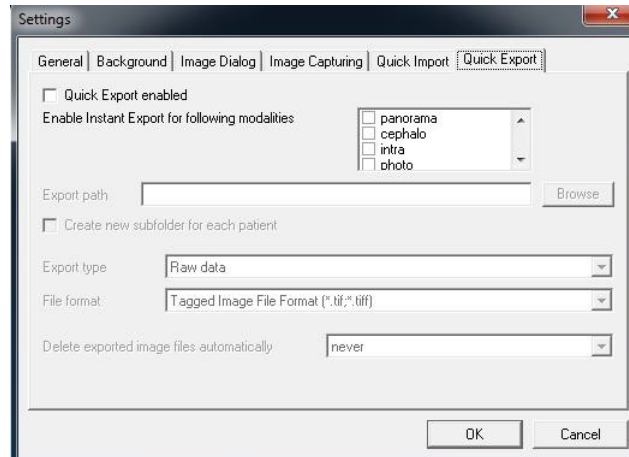 Settings
General Background Image Dialog Image Capturing Quick Import Quick Export
Quick Export enabled
Enable Instant Export for following modalities
panorama
cephalo
intra
photo
Export path Browse
Create new subfolder for each patient
Export type Raw data
File format Tagged Image File Format (*.tif;*.tiff)
Delete exported image files automatically never
OK Cancel